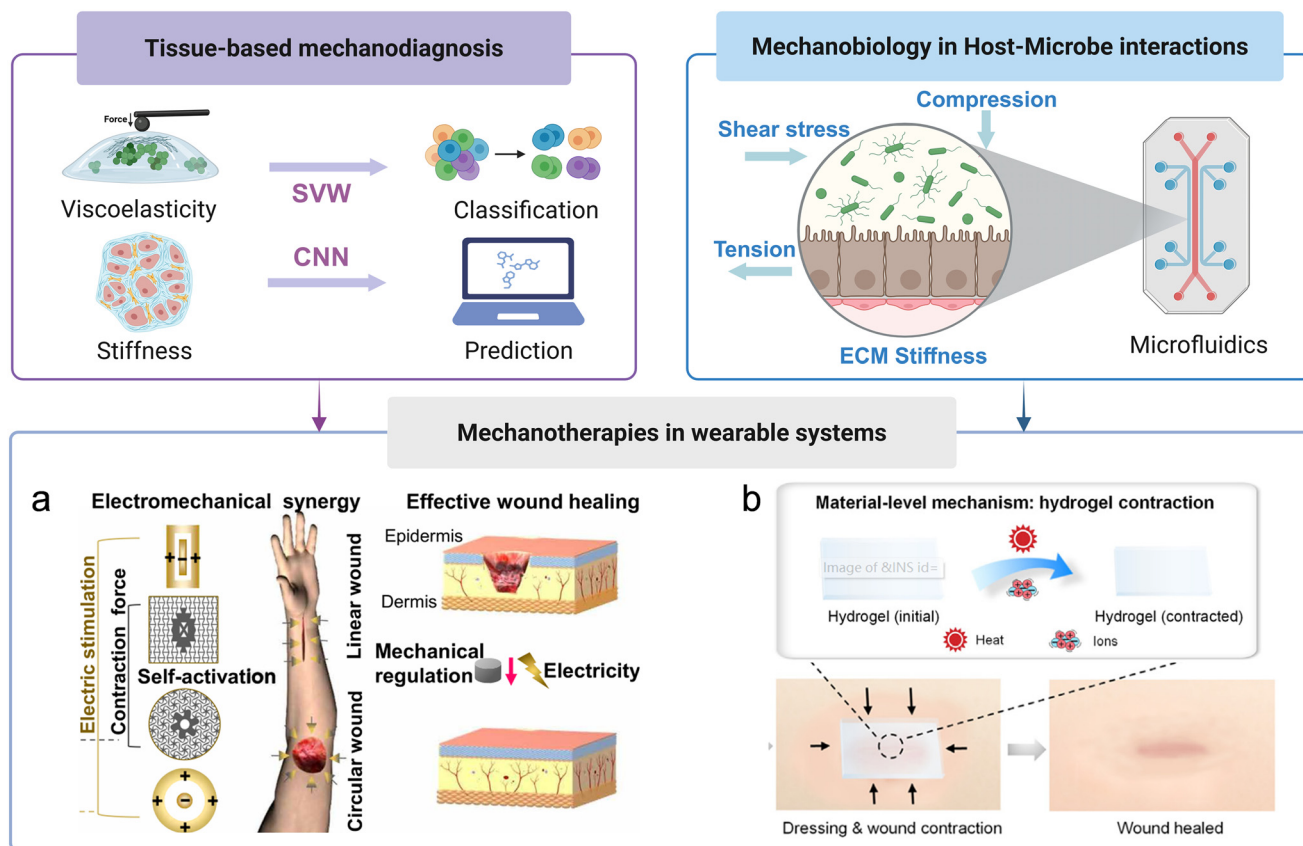 Tissue-based mechanodiagnosis
Force
Viscoelasticity
SVW
Classification
CNN
Stiffness
Prediction
Mechanobiology in Host-Microbe interactions
Compression
Shear stress
Tension
ECM Stiffness
Microfluidics
Mechanotherapies in wearable systems
a
Electromechanical synergy
Electric stimulation
Contraction force
Self-activation
+ - +
+
+ - +
+
Linear wound
Circular wound
Effective wound healing
Epidermis
Dermis
Mechanical
regulation
Electricity
b
Material-level mechanism: hydrogel contraction
Image of &INS id=
Hydrogel (initial)
Hydrogel (contracted)
Heat
Ions
Dressing & wound contraction
Wound healed